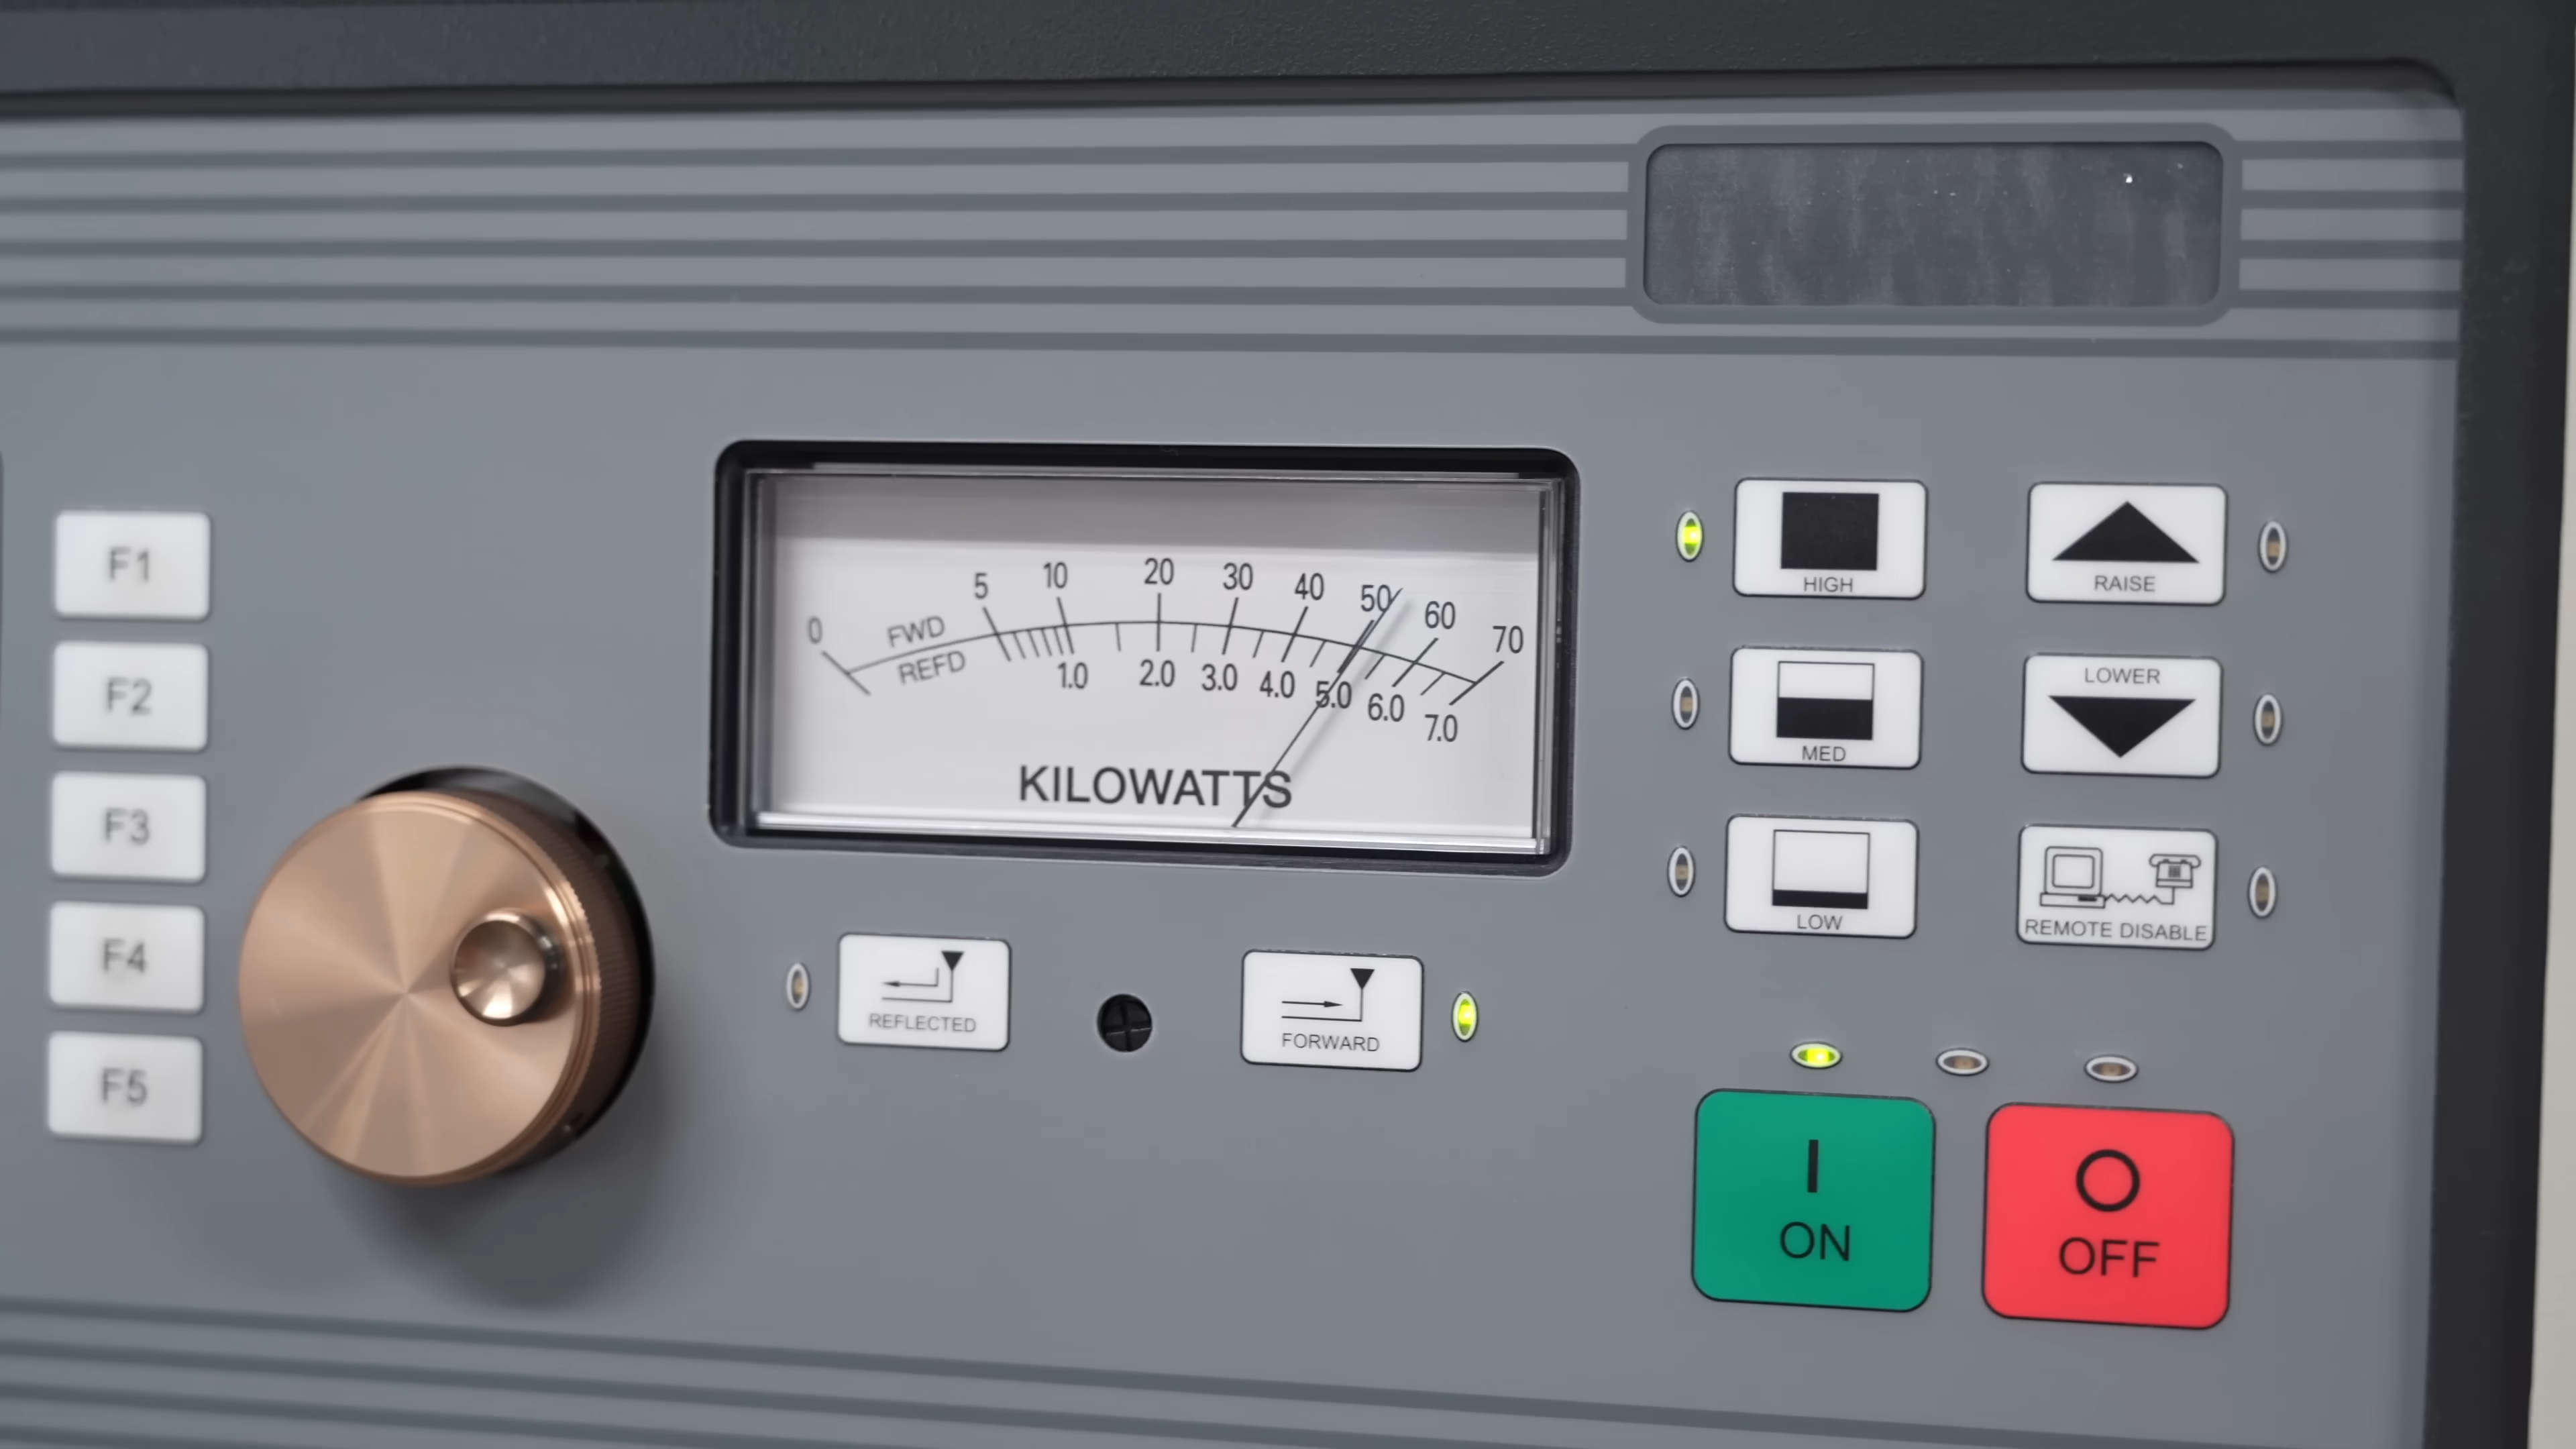 F1
F2
F3
F4
F5
0 5 10 20 30 40 50 60 70
FWD
REFD
1.0 2.0 3.0 4.0 5.0 6.0 7.0
KILOWATTS
REFLECTED
FORWARD
HIGH
RAISE
MED
LOWER
LOW
REMOTE DISABLE
I
ON
O
OFF